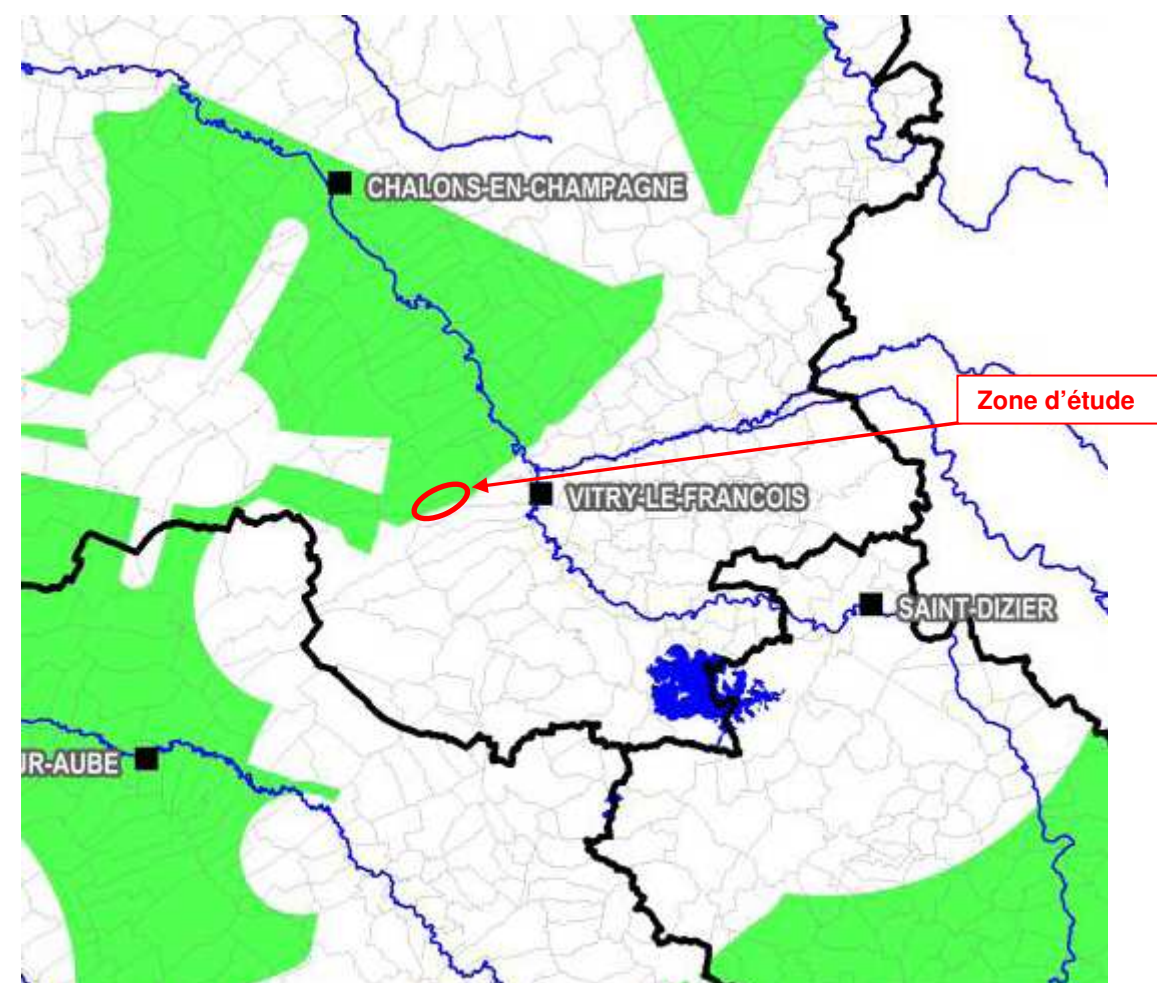 CHALONS-EN-CHAMPAGNE
Zone d'étude
VITRY-LE-FRANCOIS
SAINT-DIZIER
UR-AUBE